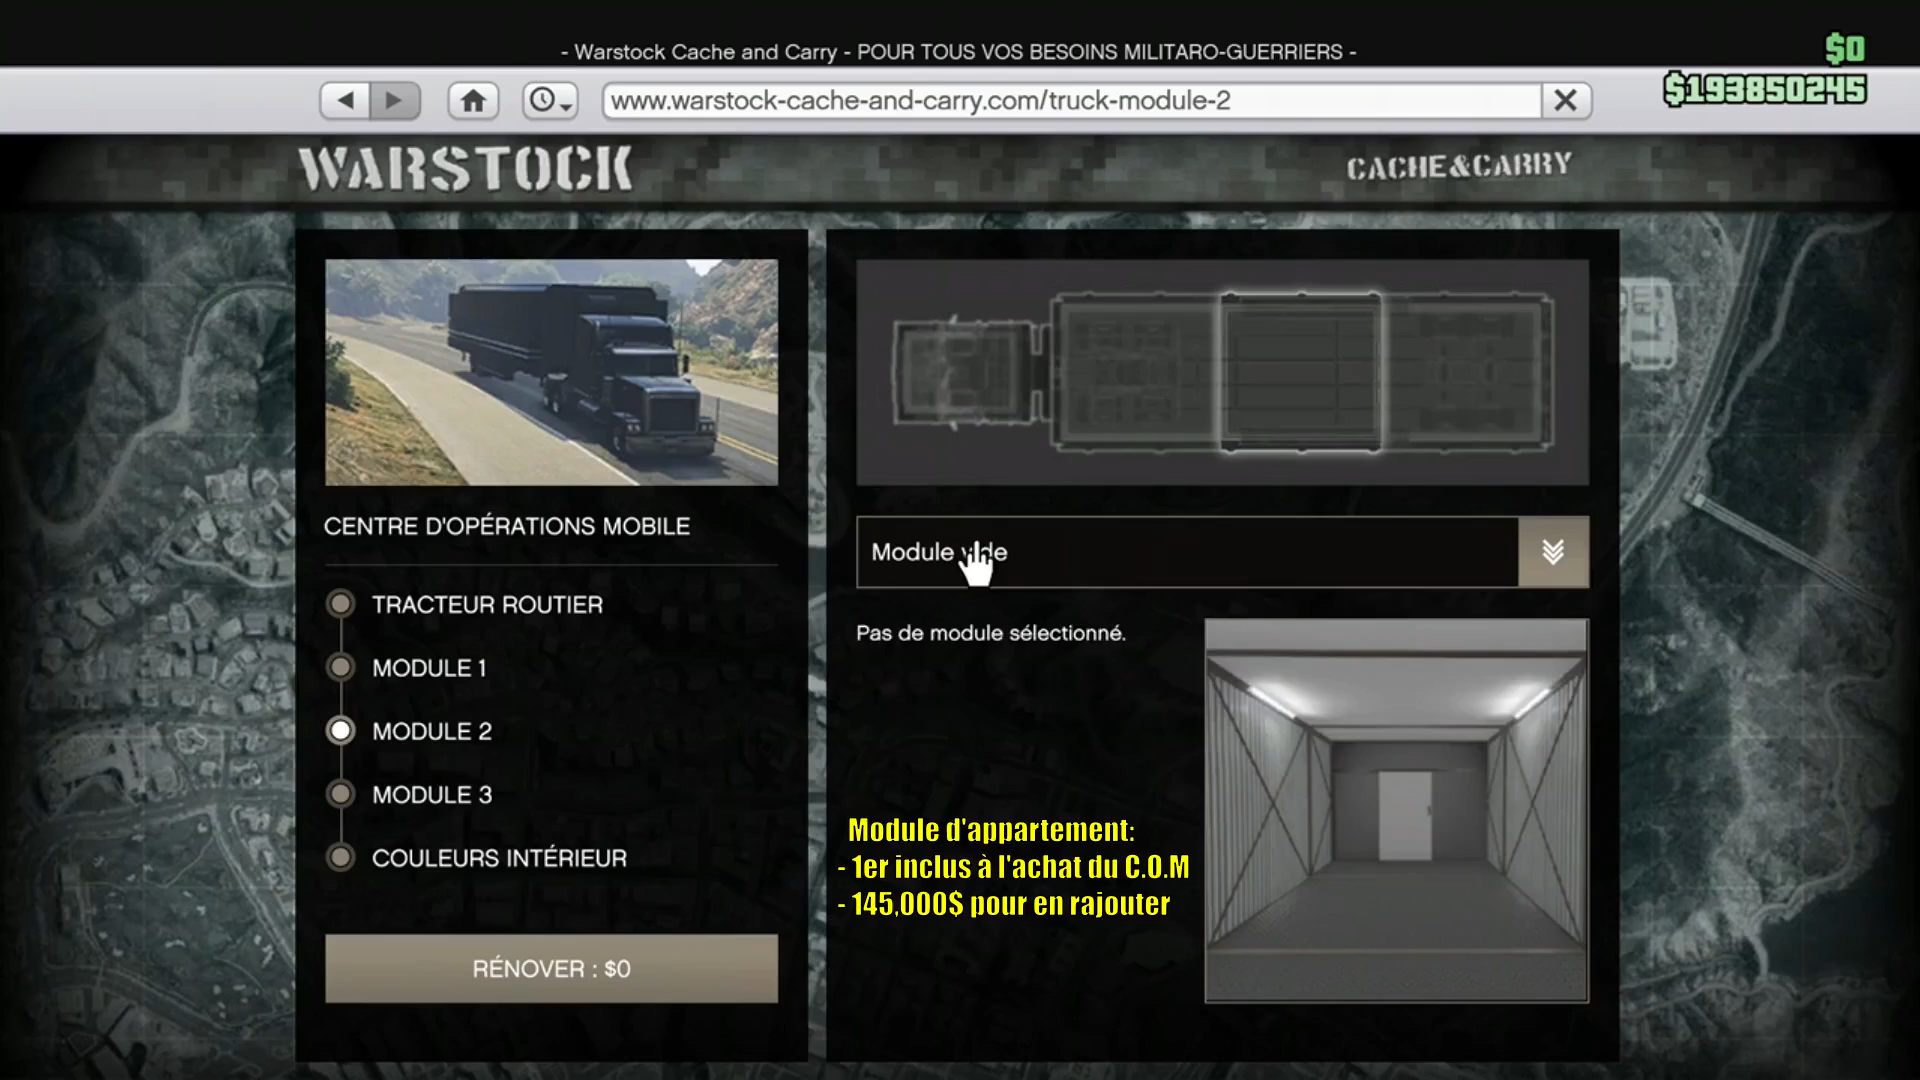 - Warstock Cache and Carry - POUR TOUS VOS BESOINS MILITARO-GUERRIERS -
$0
$193850245
www.warstock-cache-and-carry.com/truck-module-2
WARSTOCK
CACHE&CARRY
CENTRE D'OPÉRATIONS MOBILE
TRACTEUR ROUTIER
MODULE 1
MODULE 2
MODULE 3
COULEURS INTÉRIEUR
RÉNOVER : $0
Module vide
Pas de module sélectionné.
Module d'appartement:
- 1er inclus à l'achat du C.O.M
- 145,000$ pour en rajouter